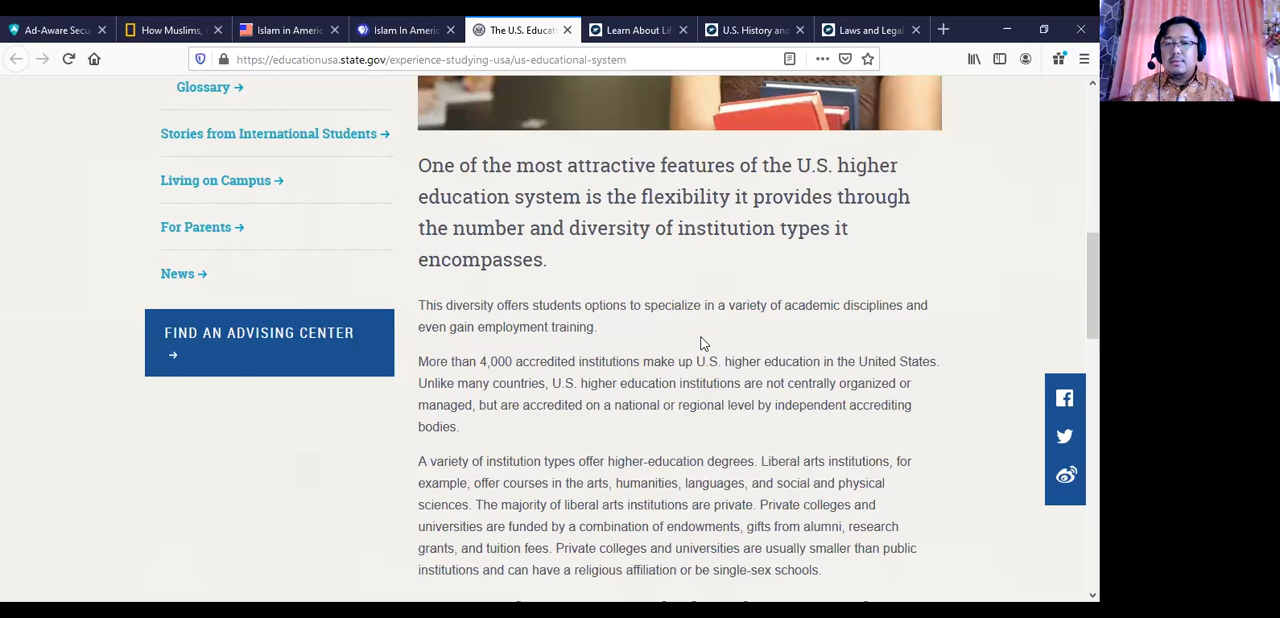 Ad-Aware Secu
How Muslims,
Islam in Americ
Islam In Americ
The U.S. Educat
Learn About Lif
U.S. History and
Laws and Legal
https://educationusa.state.gov/experience-studying-usa/us-educational-system
Glossary →
Stories from International Students →
Living on Campus →
For Parents →
News →
FIND AN ADVISING CENTER
→
One of the most attractive features of the U.S. higher
education system is the flexibility it provides through
the number and diversity of institution types it
encompasses.
This diversity offers students options to specialize in a variety of academic disciplines and
even gain employment training.
More than 4,000 accredited institutions make up U.S. higher education in the United States.
Unlike many countries, U.S. higher education institutions are not centrally organized or
managed, but are accredited on a national or regional level by independent accrediting
bodies.
A variety of institution types offer higher-education degrees. Liberal arts institutions, for
example, offer courses in the arts, humanities, languages, and social and physical
sciences. The majority of liberal arts institutions are private. Private colleges and
universities are funded by a combination of endowments, gifts from alumni, research
grants, and tuition fees. Private colleges and universities are usually smaller than public
institutions and can have a religious affiliation or be single-sex schools.